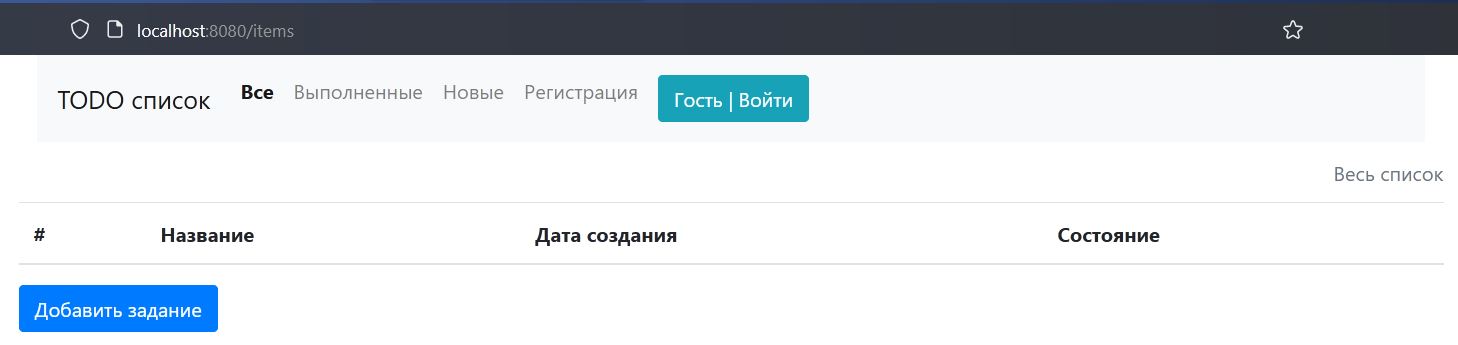 localhost:8080/items
TODO список Все Выполненные Новые Регистрация Гость | Войти
Весь список
# Название Дата создания Состояние
Добавить задание